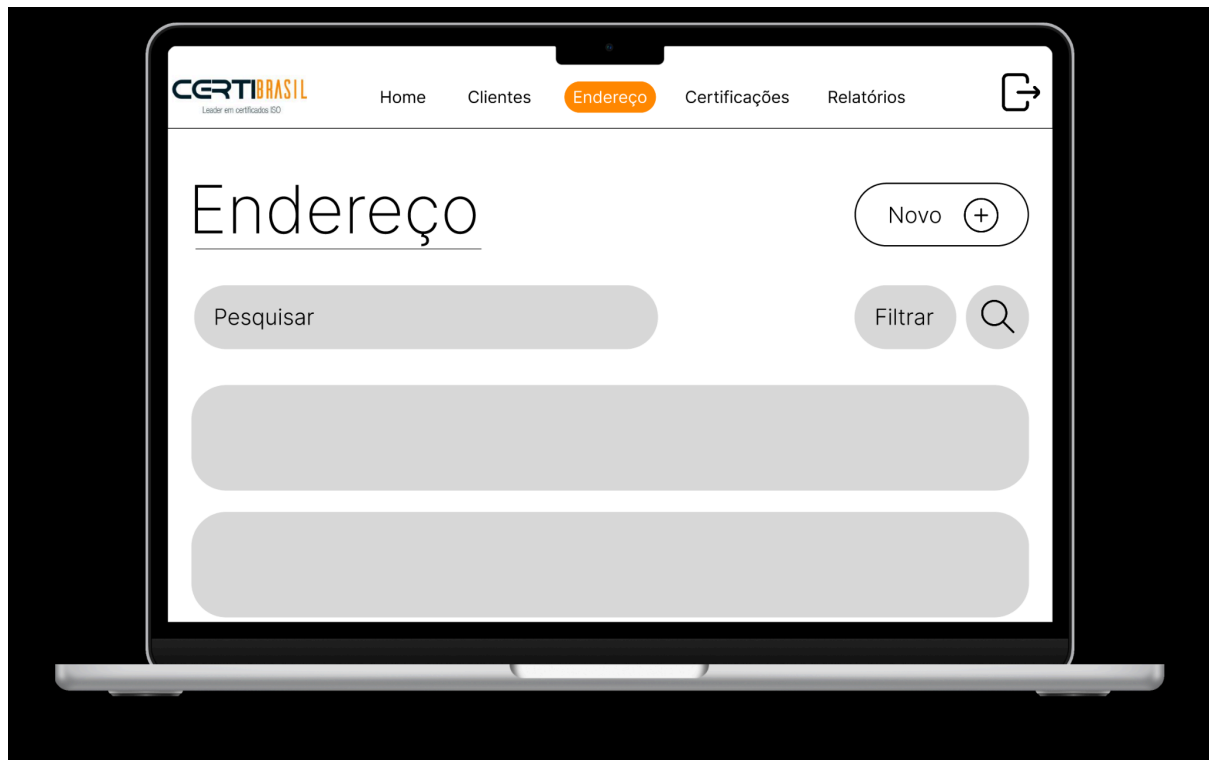 CERTIBRASIL
Leader em certificados ISO
Home Clientes Endereço Certificações Relatórios
Endereço
Novo
Pesquisar
Filtrar